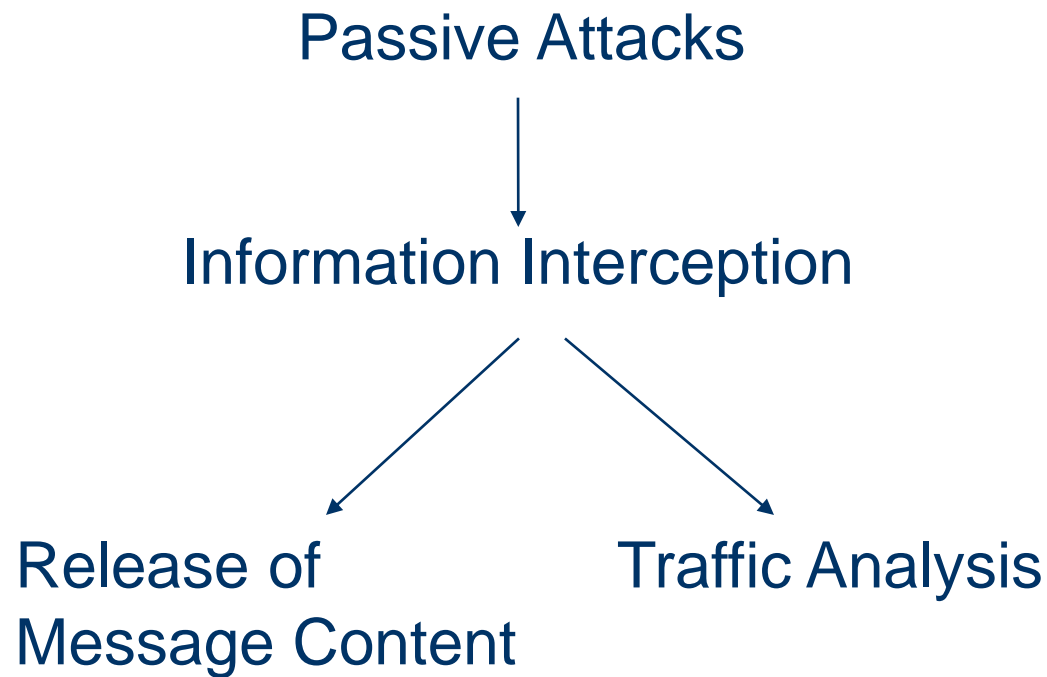 Passive Attacks
Information Interception
Release of
Message Content
Traffic Analysis